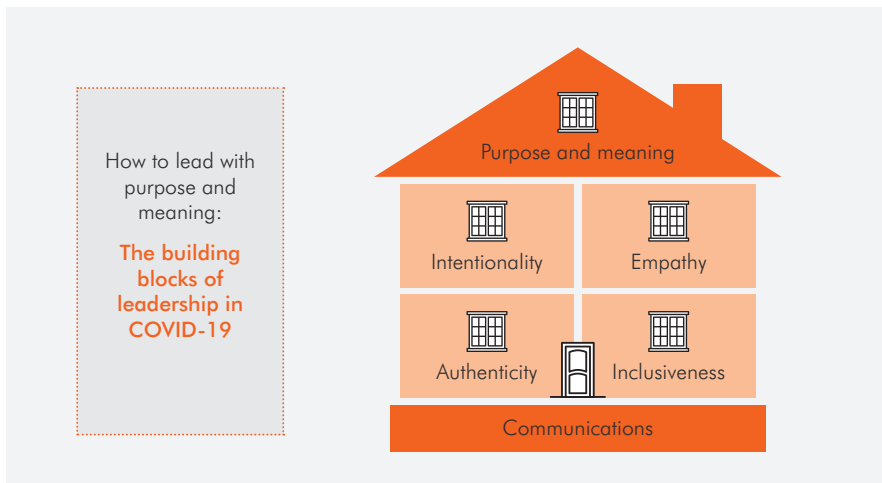 How to lead with
purpose and
meaning:
The building
blocks of
leadership in
COVID-19
Purpose and meaning
Intentionality
Empathy
Authenticity
Inclusiveness
Communications